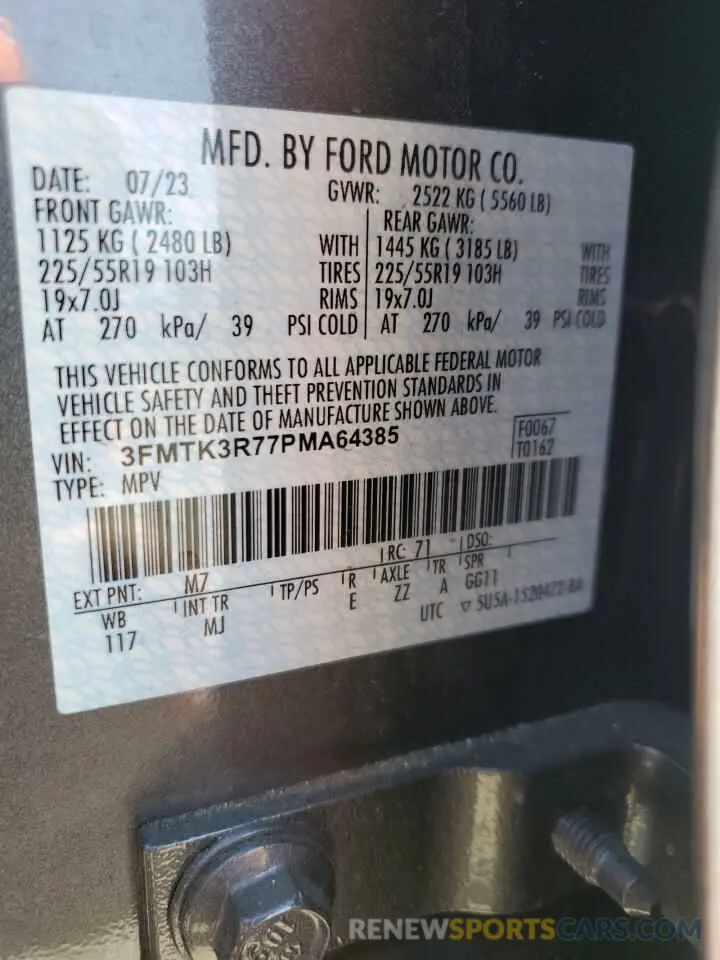 MFD. BY FORD MOTOR CO.
DATE: 07/23 GVWR: 2522 KG ( 5560 LB)
FRONT GAWR: REAR GAWR:
1125 KG ( 2480 LB) WITH 1445 KG ( 3185 LB) WITH
225/55R19 103H TIRES 225/55R19 103H TIRES
19x7.0J RIMS 19x7.0J RIMS
AT 270 kPa/ 39 PSI COLD AT 270 kPa/ 39 PSI COLD
THIS VEHICLE CONFORMS TO ALL APPLICABLE FEDERAL MOTOR
VEHICLE SAFETY AND THEFT PREVENTION STANDARDS IN
EFFECT ON THE DATE OF MANUFACTURE SHOWN ABOVE.
VIN: 3FMTK3R77PMA64385 F0067
TYPE: MPV T0162
EXT PNT: M7 RC: 71 DSO:
WB INT TR TP/PS R AXLE TR SPR
117 MJ E ZZ A GG11
UTC
RENEWSPORTSCARS.COM